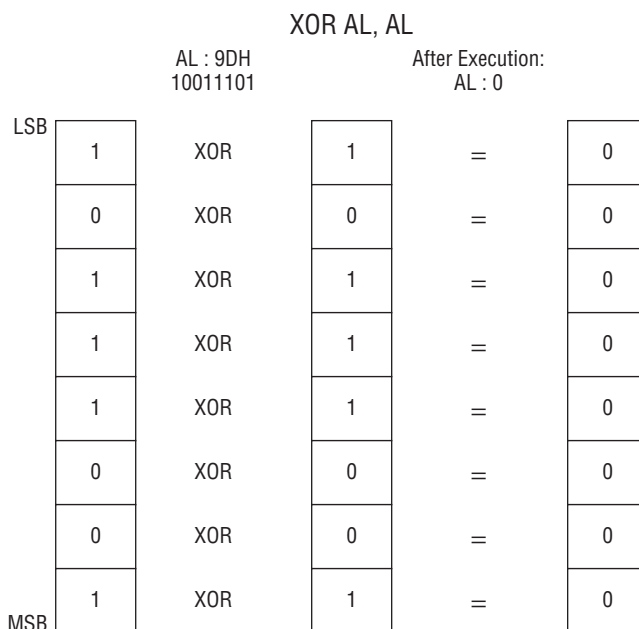 XOR AL, AL
AL : 9DH After Execution:
10011101 AL : 0
LSB
1 XOR 1 = 0
0 XOR 0 = 0
1 XOR 1 = 0
1 XOR 1 = 0
1 XOR 1 = 0
0 XOR 0 = 0
0 XOR 0 = 0
1 XOR 1 = 0
MSB